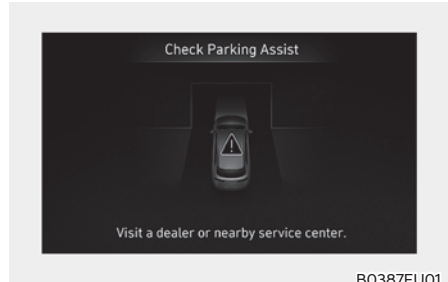 Check Parking Assist
Visit a dealer or nearby service center.
B0387EU01